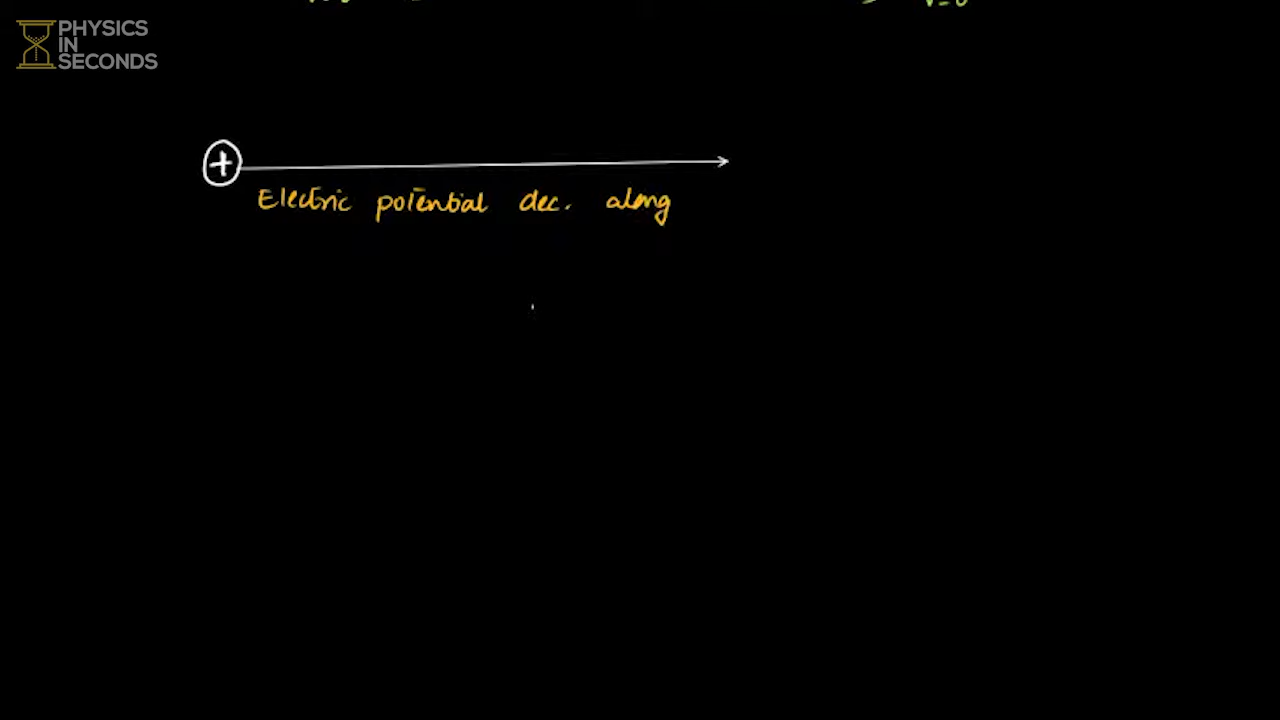 PHYSICS
IN
SECONDS
+
Electric potential dec. along